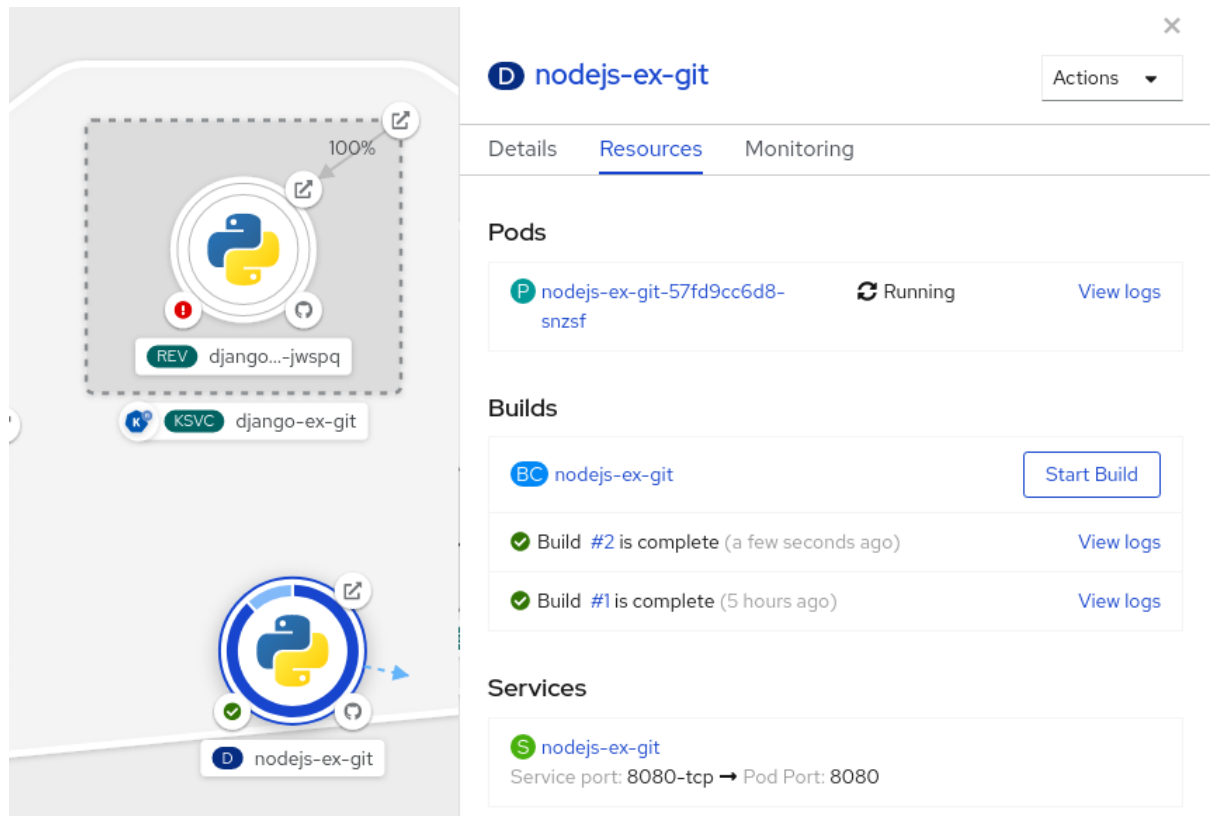 100%
REV django...-jwspq
K
KSVC django-ex-git
D nodejs-ex-git
D nodejs-ex-git
Actions
Details Resources Monitoring
Pods
P nodejs-ex-git-57fd9cc6d8-
snzsf
Running
View logs
Builds
BC nodejs-ex-git
Start Build
Build #2 is complete (a few seconds ago)
View logs
Build #1 is complete (5 hours ago)
View logs
Services
S nodejs-ex-git
Service port: 8080-tcp → Pod Port: 8080